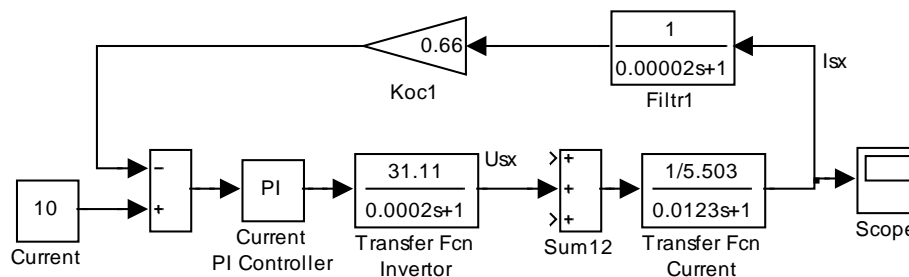 1
0.66
0.00002s+1
Isx
Koc1
Filtr1
−
31.11
Usx
+
1/5.503
10
PI
+
+
0.0002s+1
0.0123s+1
+
Current
Current
PI Controller
Transfer Fcn
Invertor
Sum12
Transfer Fcn
Current
Scope